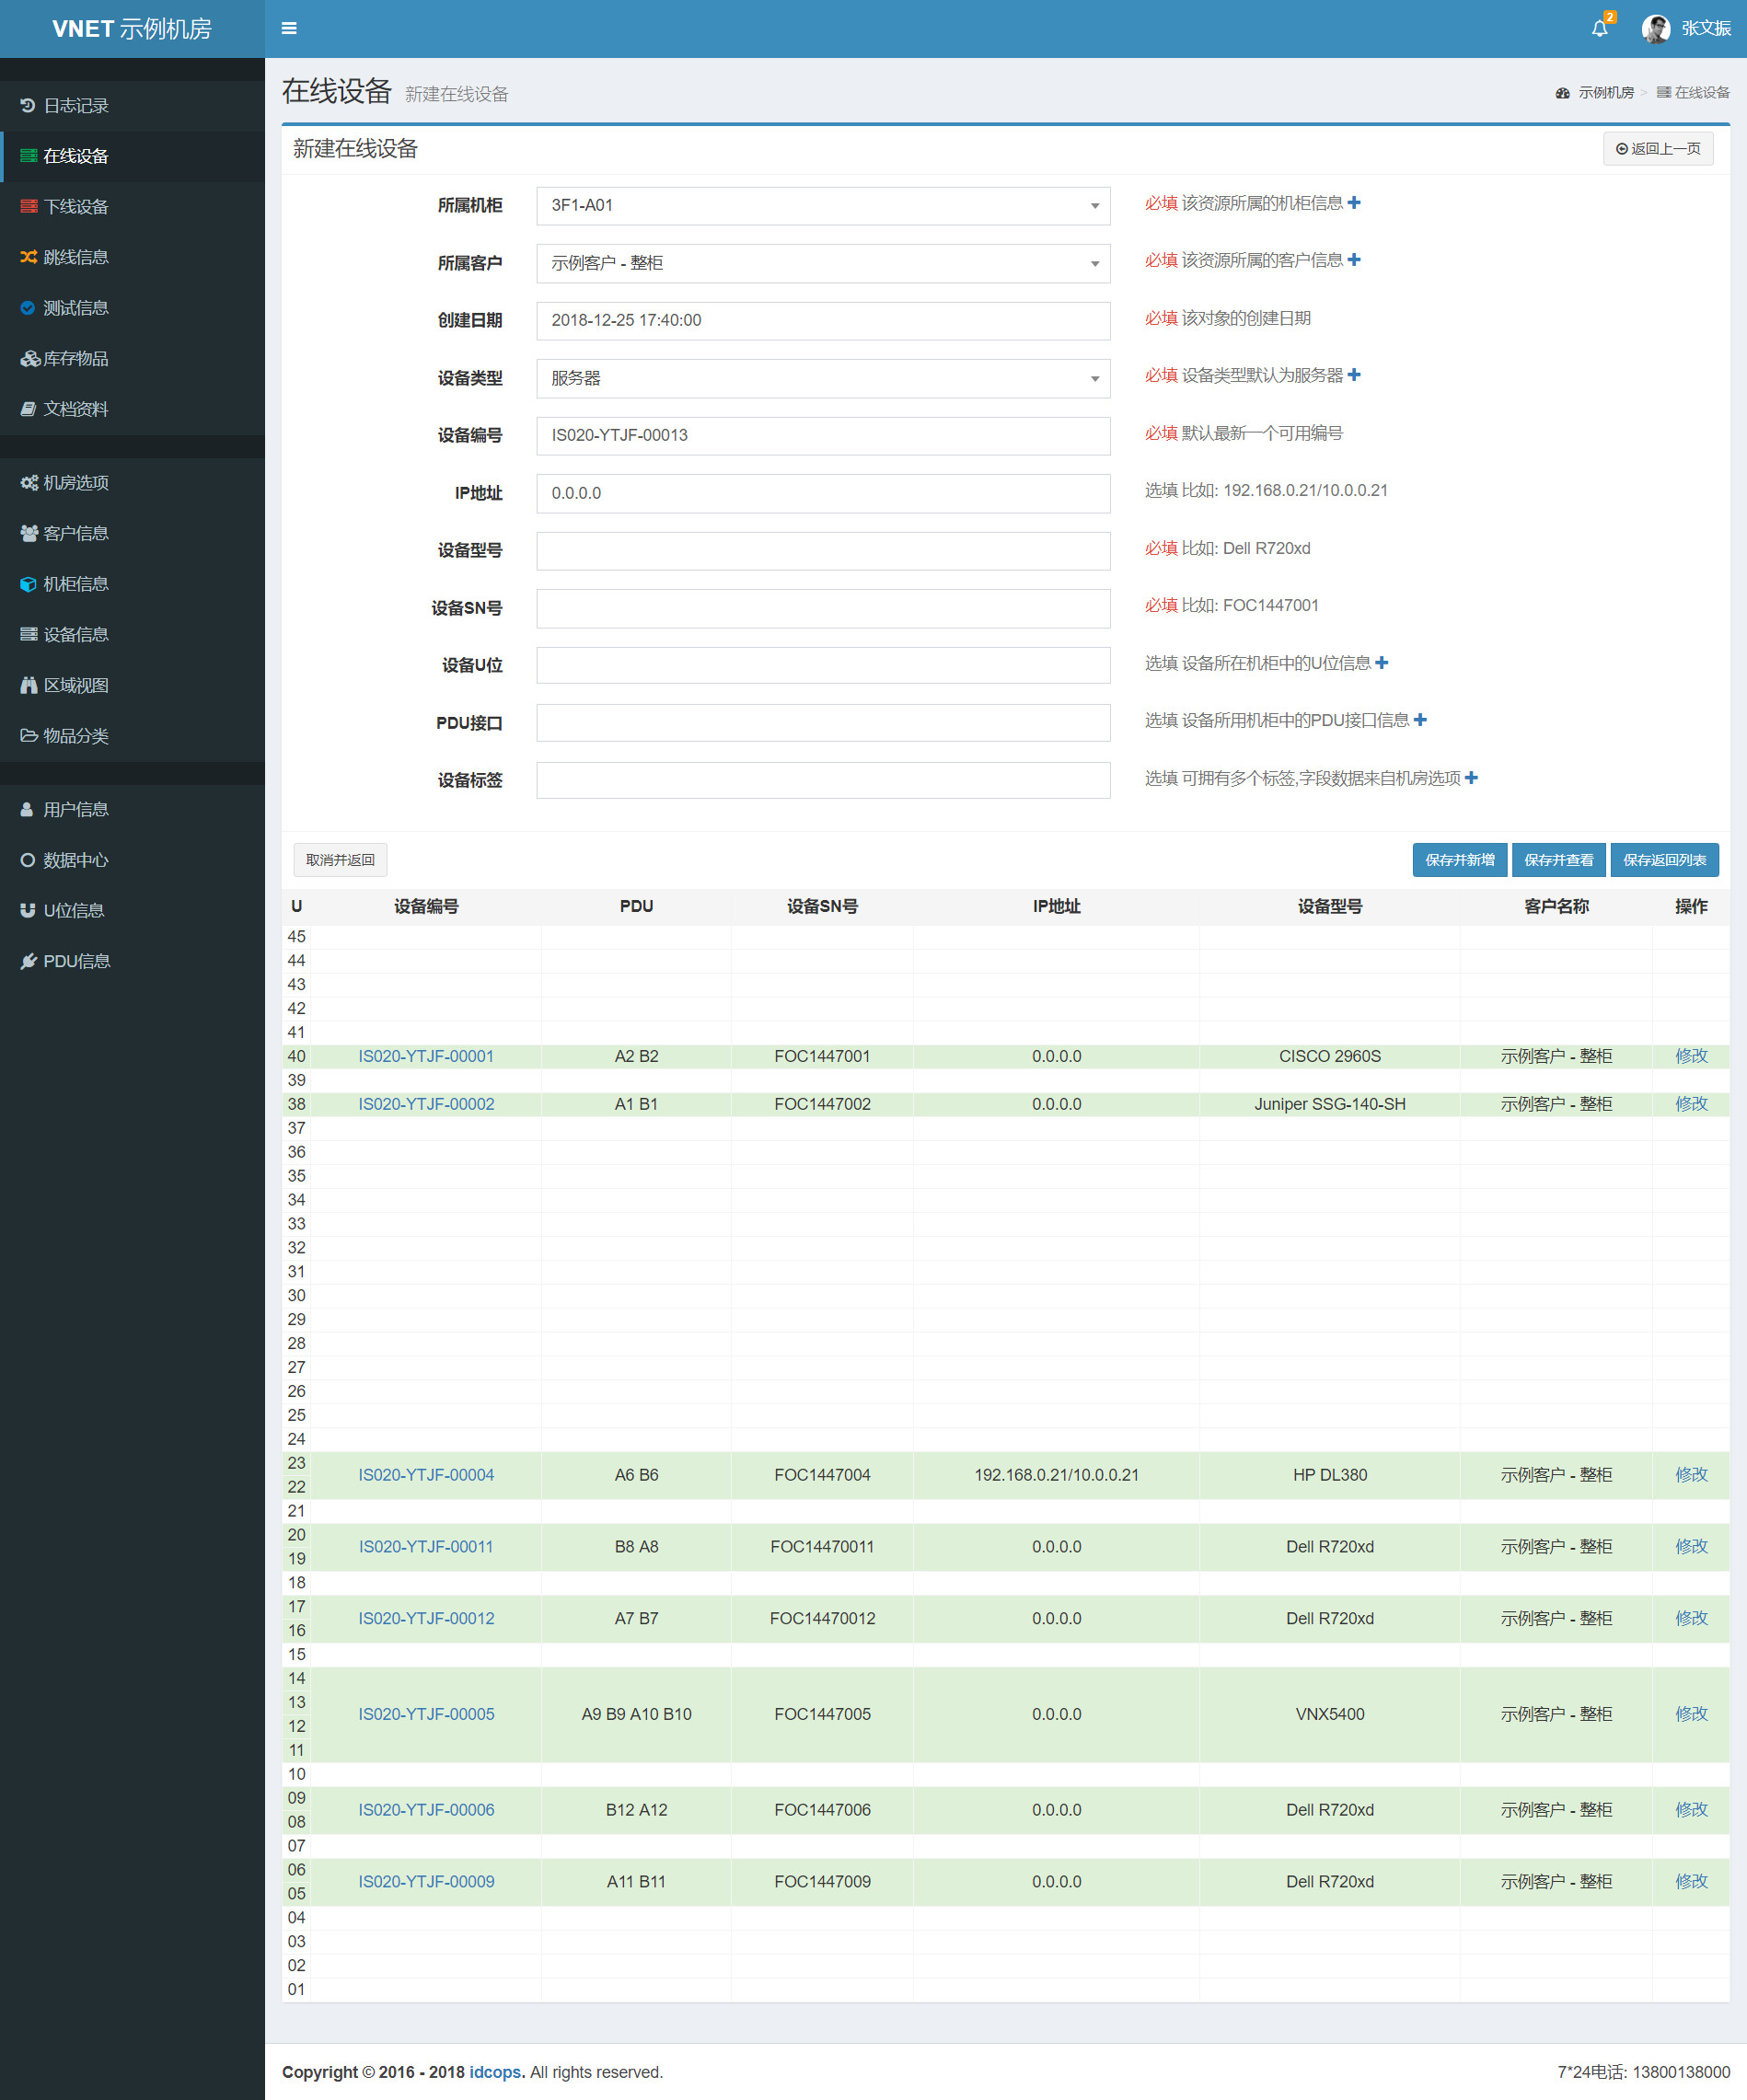 VNET 示例机房
2
张文振
日志记录
在线设备
下线设备
跳线信息
测试信息
库存物品
文档资料
机房选项
客户信息
机柜信息
设备信息
区域视图
物品分类
用户信息
数据中心
U位信息
PDU信息
在线设备 新建在线设备
示例机房 > 在线设备
新建在线设备
返回上一页
所属机柜 3F1-A01 必填 该资源所属的机柜信息
所属客户 示例客户 - 整柜 必填 该资源所属的客户信息
创建日期 2018-12-25 17:40:00 必填 该对象的创建日期
设备类型 服务器 必填 设备类型默认为服务器
设备编号 IS020-YTJF-00013 必填 默认最新一个可用编号
IP地址 0.0.0.0 选填 比如: 192.168.0.21/10.0.0.21
设备型号 必填 比如: Dell R720xd
设备SN号 必填 比如: FOC1447001
设备U位 选填 设备所在机柜中的U位信息
PDU接口 选填 设备所用机柜中的PDU接口信息
设备标签 选填 可拥有多个标签,字段数据来自机房选项
取消并返回 保存并新增 保存并查看 保存返回列表
U 设备编号 PDU 设备SN号 IP地址 设备型号 客户名称 操作
45
44
43
42
41
40 IS020-YTJF-00001 A2 B2 FOC1447001 0.0.0.0 CISCO 2960S 示例客户 - 整柜 修改
39
38 IS020-YTJF-00002 A1 B1 FOC1447002 0.0.0.0 Juniper SSG-140-SH 示例客户 - 整柜 修改
37
36
35
34
33
32
31
30
29
28
27
26
25
24
23
IS020-YTJF-00004 A6 B6 FOC1447004 192.168.0.21/10.0.0.21 HP DL380 示例客户 - 整柜 修改
22
21
20
IS020-YTJF-00011 B8 A8 FOC14470011 0.0.0.0 Dell R720xd 示例客户 - 整柜 修改
19
18
17
IS020-YTJF-00012 A7 B7 FOC14470012 0.0.0.0 Dell R720xd 示例客户 - 整柜 修改
16
15
14
13
IS020-YTJF-00005 A9 B9 A10 B10 FOC1447005 0.0.0.0 VNX5400 示例客户 - 整柜 修改
12
11
10
09
IS020-YTJF-00006 B12 A12 FOC1447006 0.0.0.0 Dell R720xd 示例客户 - 整柜 修改
08
07
06
IS020-YTJF-00009 A11 B11 FOC1447009 0.0.0.0 Dell R720xd 示例客户 - 整柜 修改
05
04
03
02
01
Copyright © 2016 - 2018 idcops. All rights reserved.
7*24电话: 13800138000